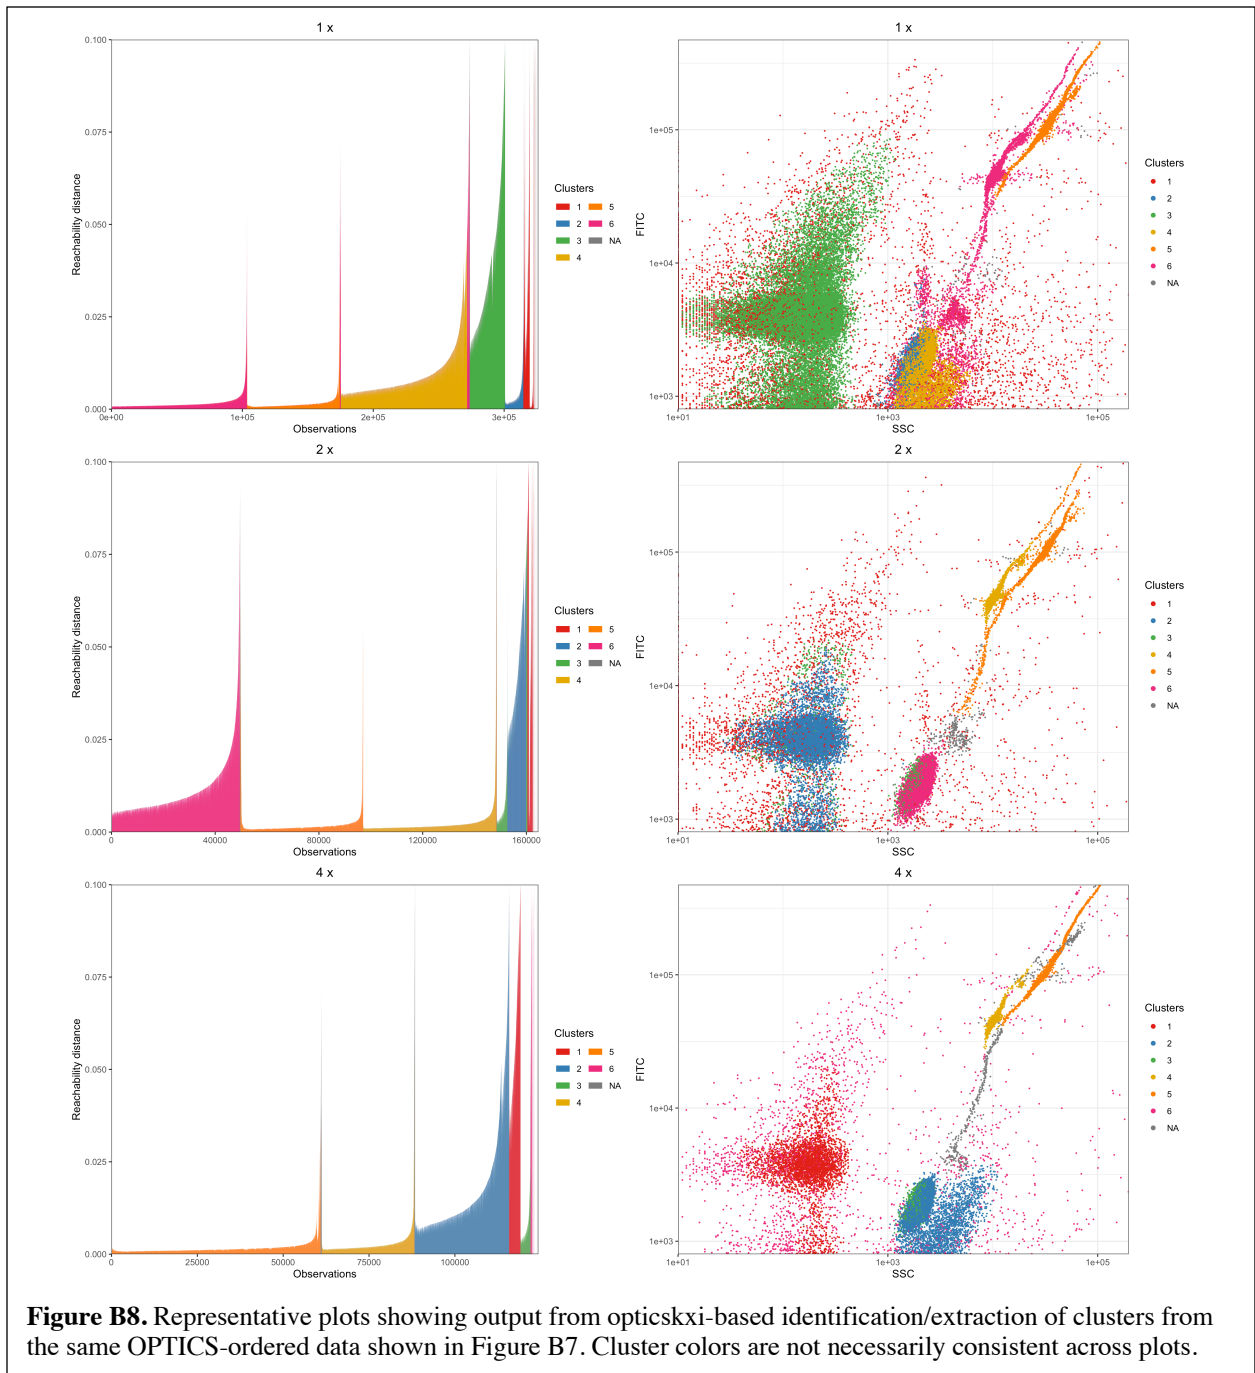 1 x
0.100
0.075
0.050
0.025
0.000
Reachability distance
0e+00
1e+05
2e+05
3e+05
Observations
Clusters
1 5
2 6
3 NA
4
1 x
1e+05
1e+04
1e+03
FITC
1e+01
1e+03
1e+05
SSC
Clusters
1
2
3
4
5
6
NA
2 x
0.100
0.075
0.050
0.025
0.000
Reachability distance
0
40000
80000
120000
160000
Observations
Clusters
1 5
2 6
3 NA
4
2 x
1e+05
1e+04
1e+03
FITC
1e+01
1e+03
1e+05
SSC
Clusters
1
2
3
4
5
6
NA
4 x
0.100
0.075
0.050
0.025
0.000
Reachability distance
0
25000
50000
75000
100000
Observations
Clusters
1 5
2 6
3 NA
4
4 x
1e+05
1e+04
1e+03
FITC
1e+01
1e+03
1e+05
SSC
Clusters
1
2
3
4
5
6
NA
Figure B8. Representative plots showing output from opticskxi-based identification/extraction of clusters from
the same OPTICS-ordered data shown in Figure B7. Cluster colors are not necessarily consistent across plots.